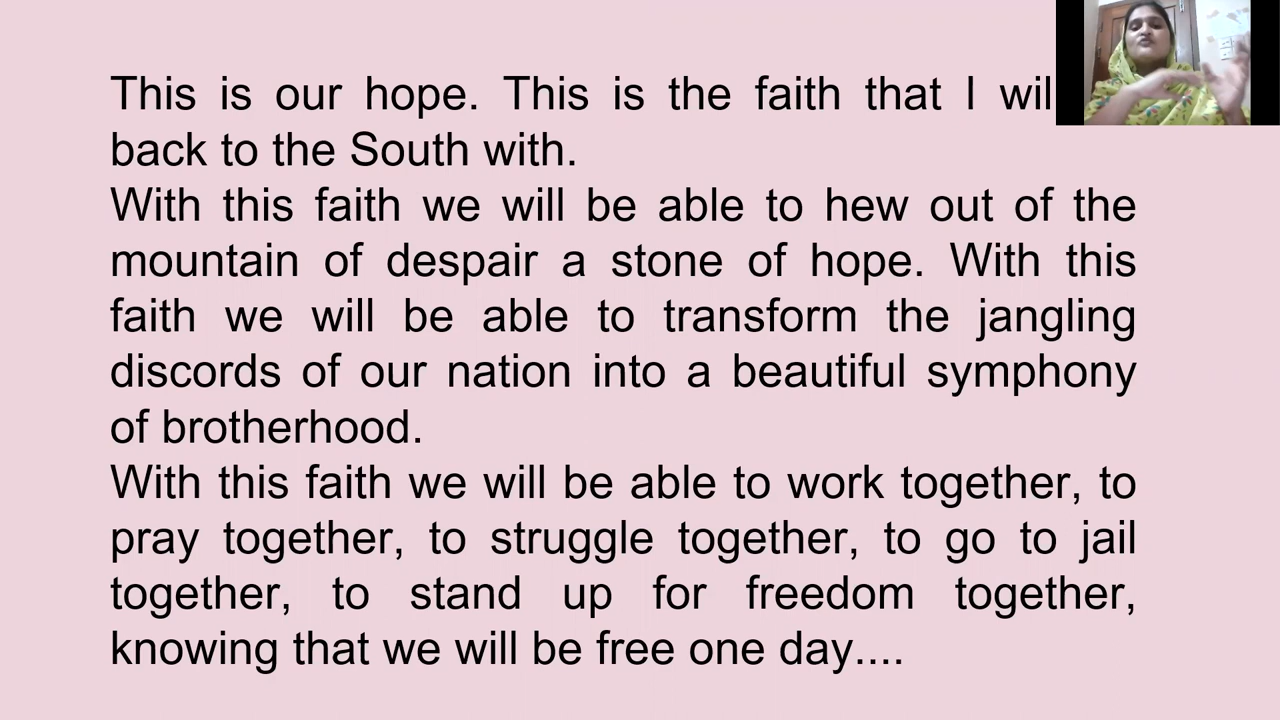 This is our hope. This is the faith that I
back to the South with.
With this faith we will be able to hew out of the
mountain of despair a stone of hope. With this
faith we will be able to transform the jangling
discords of our nation into a beautiful symphony
of brotherhood.
With this faith we will be able to work together, to
pray together, to struggle together, to go to jail
together, to stand up for freedom together,
knowing that we will be free one day....